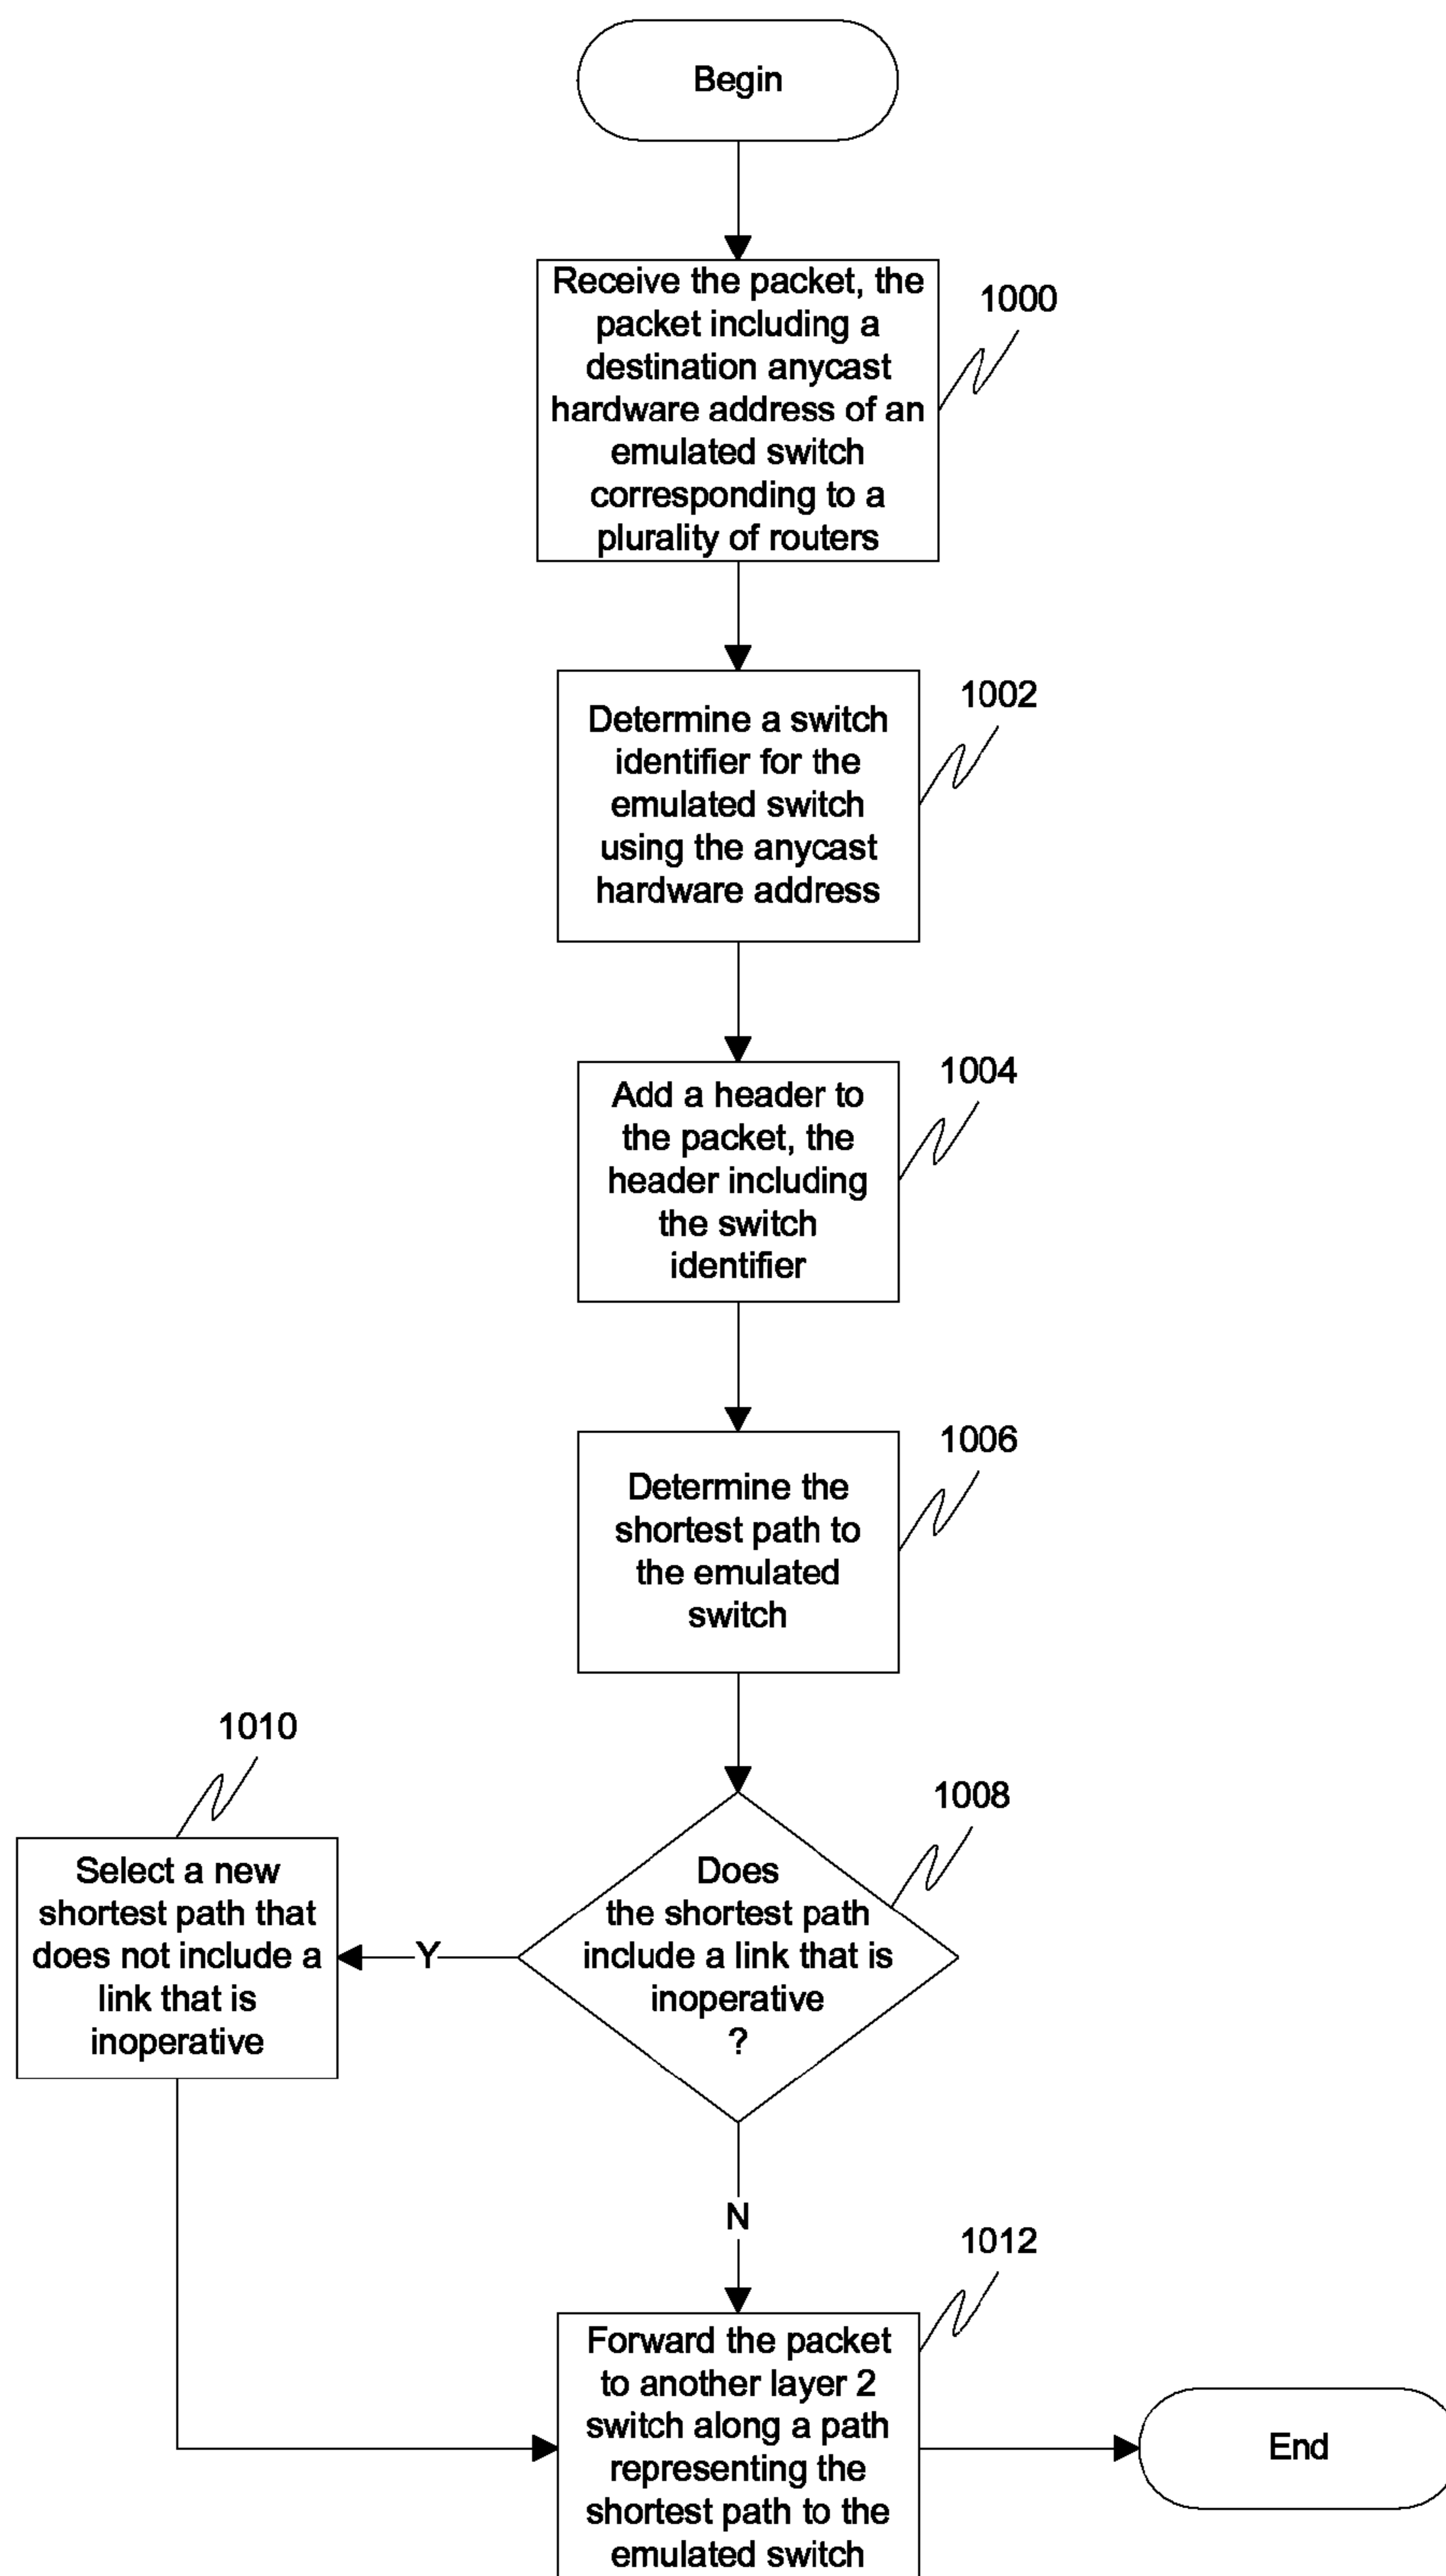 Begin
Receive the packet, the
packet including a
destination anycast
hardware address of an
emulated switch
corresponding to a
plurality of routers
1000
Determine a switch
identifier for the
emulated switch
using the anycast
hardware address
1002
Add a header to
the packet, the
header including
the switch
identifier
1004
Determine the
shortest path to
the emulated
switch
1006
Does
the shortest path
include a link that is
inoperative
?
1008
Y
Select a new
shortest path that
does not include a
link that is
inoperative
1010
N
Forward the packet
to another layer 2
switch along a path
representing the
shortest path to the
emulated switch
1012
End